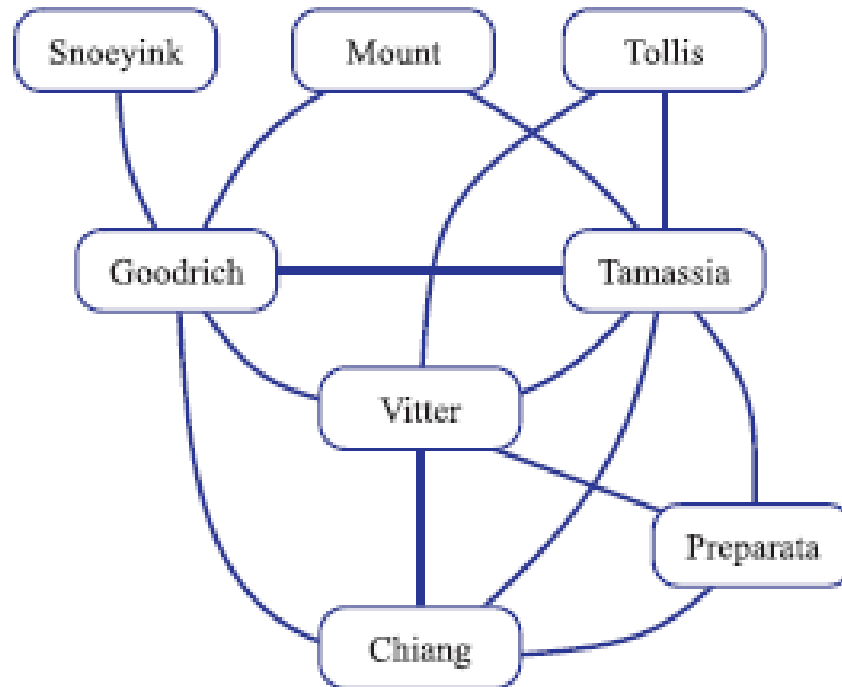 Snoeyink
Mount
Tollis
Goodrich
Tamassia
Vitter
Preparata
Chiang